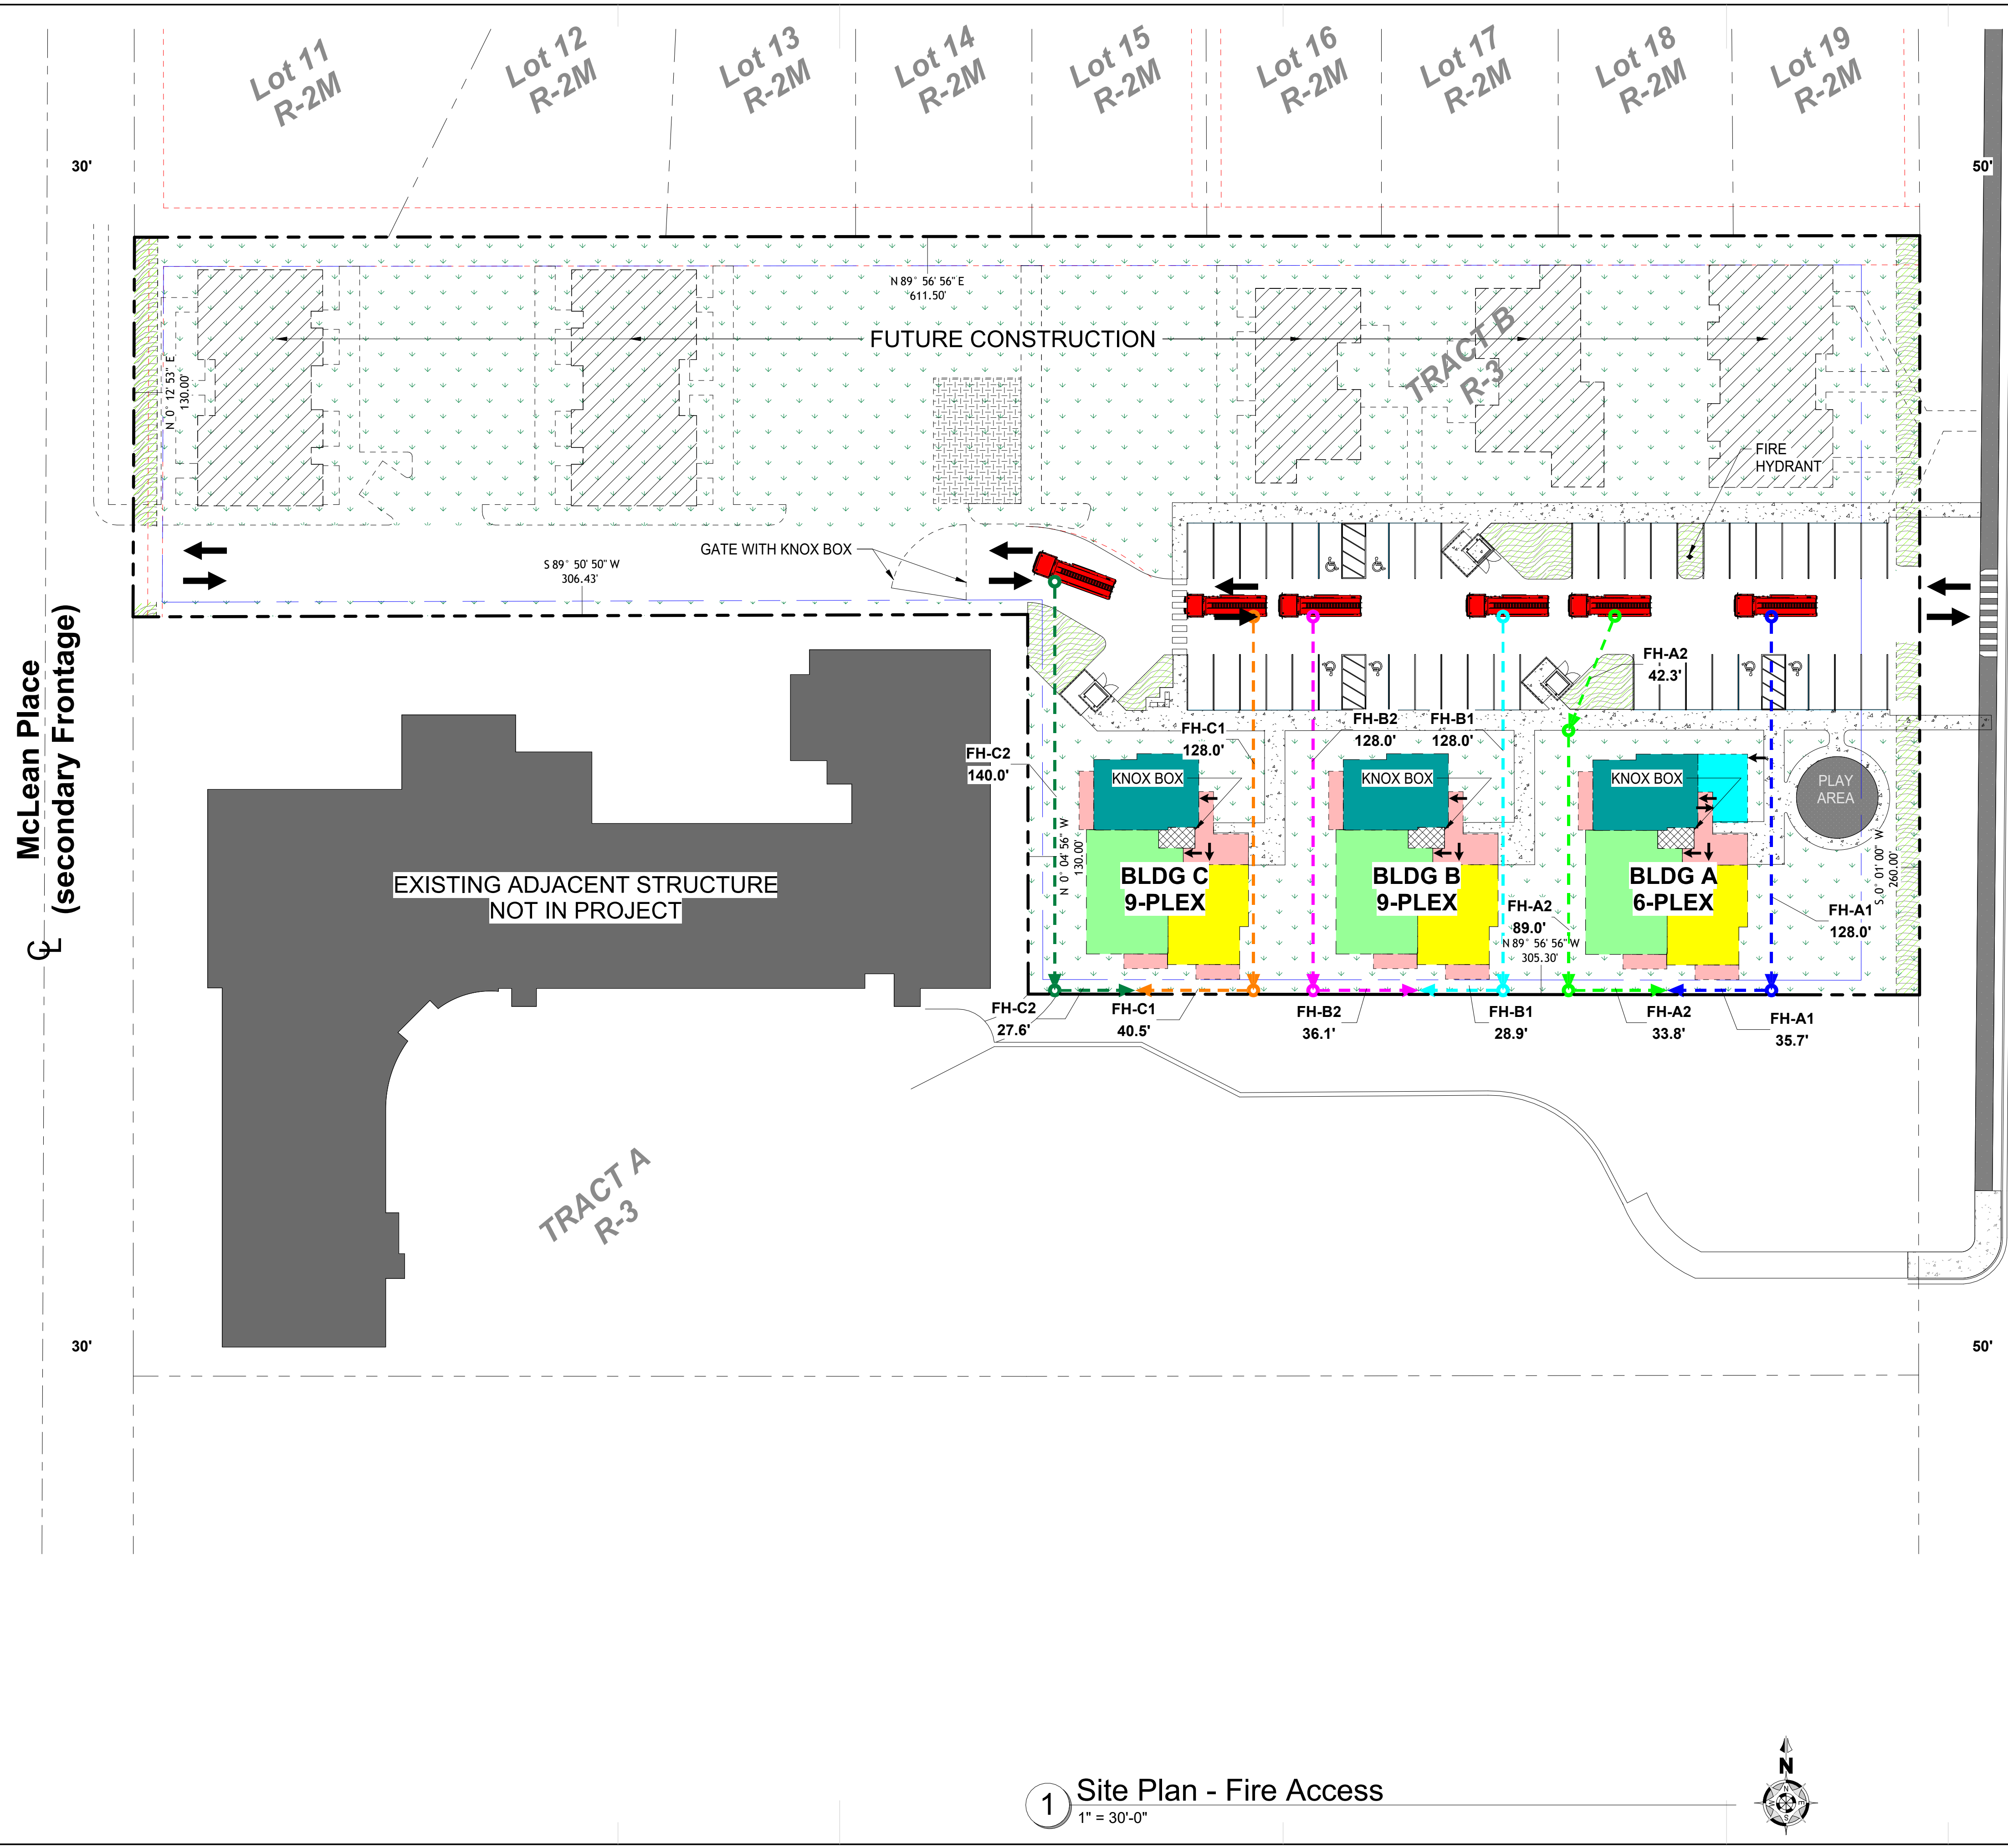 Lot 11
R-2M
Lot 12
R-2M
Lot 13
R-2M
Lot 14
R-2M
Lot 15
R-2M
Lot 16
R-2M
Lot 17
R-2M
Lot 18
R-2M
Lot 19
R-2M
30'
50'
N 89° 56' 56" E
611.50'
FUTURE CONSTRUCTION
TRACT B
R-3
N 0° 12' 53" E
130.00'
FIRE
HYDRANT
GATE WITH KNOX BOX
S 89° 50' 50" W
306.43'
McLean Place
(secondary Frontage)
CL
FH-A2
42.3'
FH-C1
128.0'
FH-B2
128.0'
FH-B1
128.0'
FH-C2
140.0'
KNOX BOX
KNOX BOX
KNOX BOX
PLAY
AREA
N 0° 04' 56" W
130.00'
S 0° 01' 00" W
260.00'
EXISTING ADJACENT STRUCTURE
NOT IN PROJECT
BLDG C
9-PLEX
BLDG B
9-PLEX
BLDG A
6-PLEX
FH-A2
89.0'
N 89° 56' 56" W
305.30'
FH-A1
128.0'
FH-C2
27.6'
FH-C1
40.5'
FH-B2
36.1'
FH-B1
28.9'
FH-A2
33.8'
FH-A1
35.7'
TRACT A
R-3
30'
50'
1
Site Plan - Fire Access
1" = 30'-0"
N
N
W
E
S